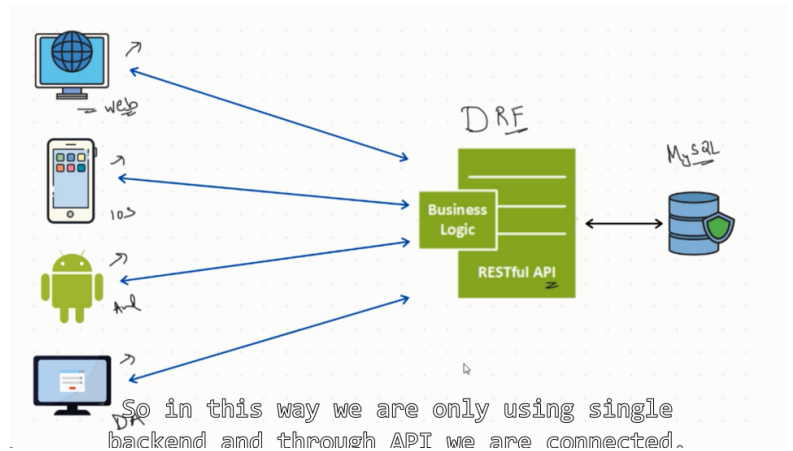 DRF
MySQL
web
Business
Logic
IOS
RESTful API
And
DA
So in this way we are only using single
backend and through API we are connected.